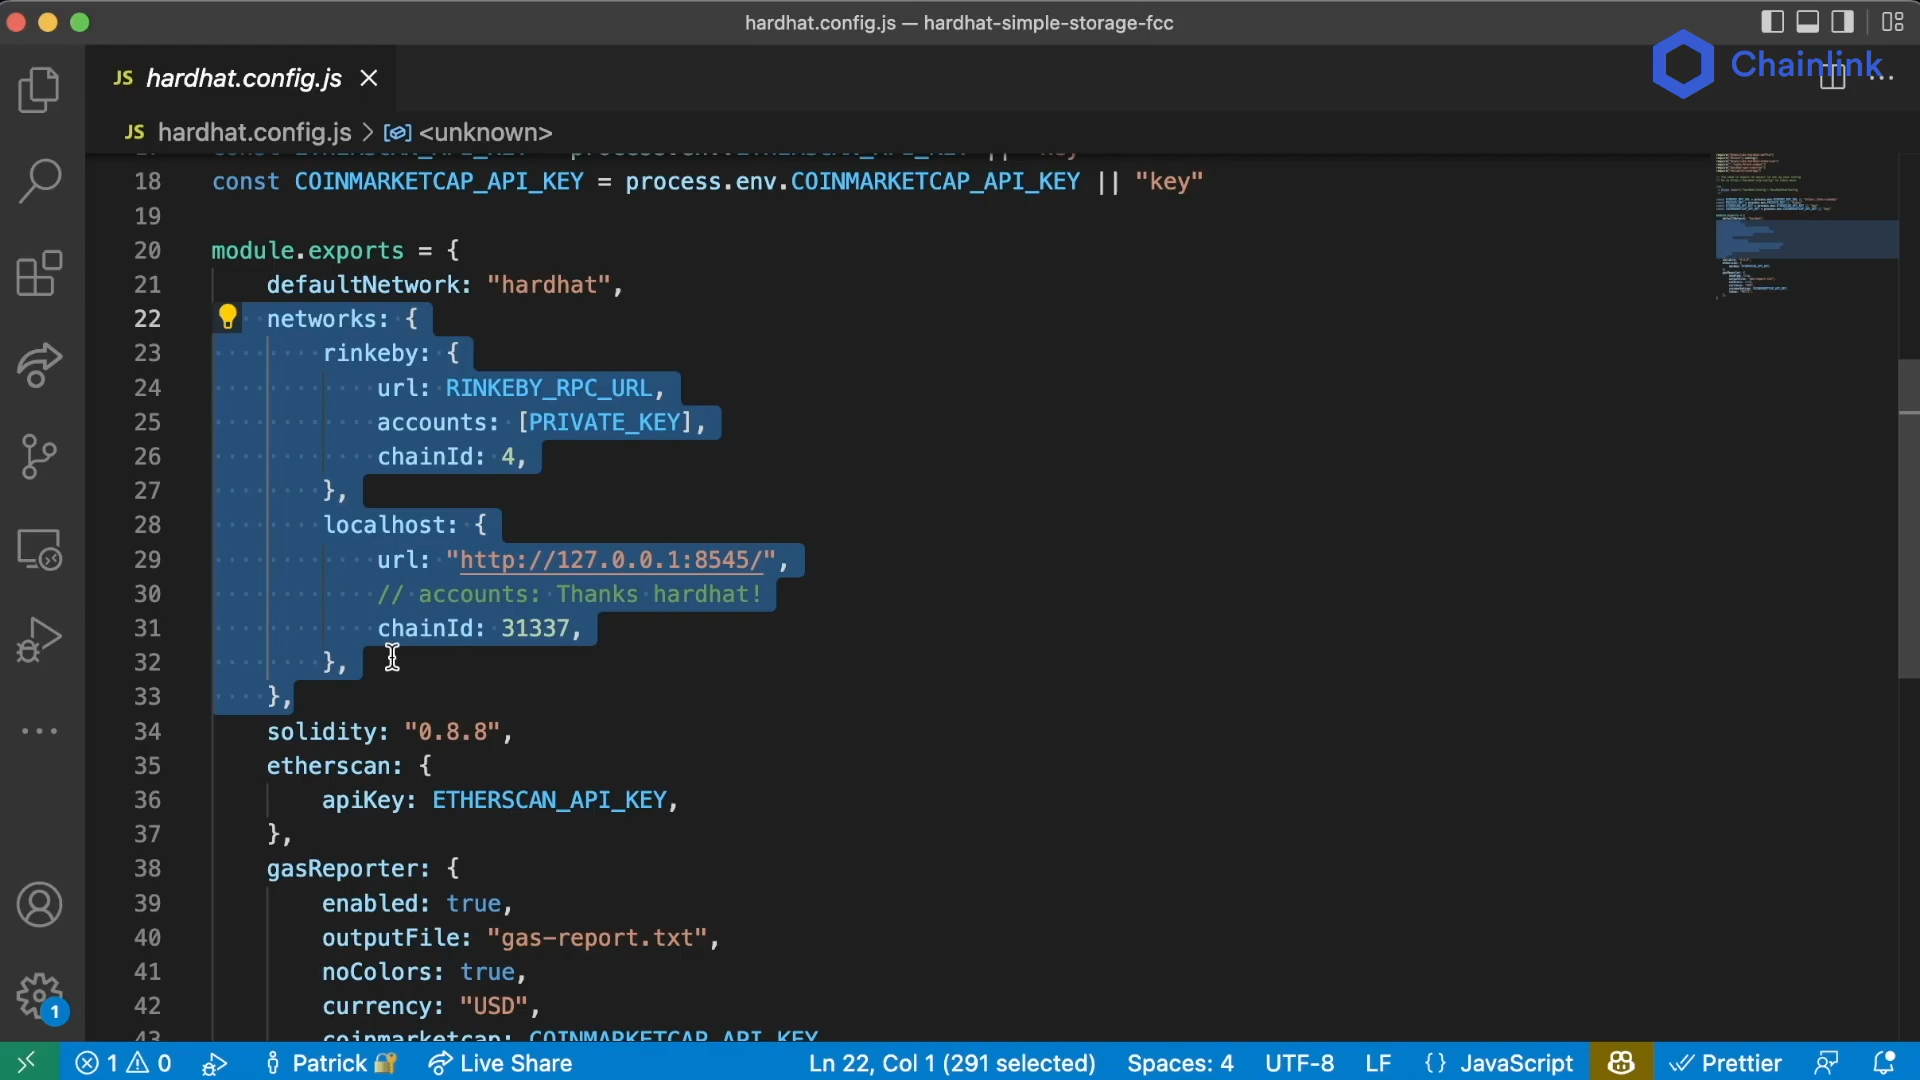 hardhat.config.js — hardhat-simple-storage-fcc
Chainlink
JS hardhat.config.js
JS hardhat.config.js > <unknown>
18 const COINMARKETCAP_API_KEY = process.env.COINMARKETCAP_API_KEY || "key"
19
20 module.exports = {
21 defaultNetwork: "hardhat",
22 networks: {
23 rinkeby: {
24 url: RINKEBY_RPC_URL,
25 accounts: [PRIVATE_KEY],
26 chainId: 4,
27 },
28 localhost: {
29 url: "http://127.0.0.1:8545/",
30 // accounts: Thanks hardhat!
31 chainId: 31337,
32 },
33 },
34 solidity: "0.8.8",
35 etherscan: {
36 apiKey: ETHERSCAN_API_KEY,
37 },
38 gasReporter: {
39 enabled: true,
40 outputFile: "gas-report.txt",
41 noColors: true,
42 currency: "USD",
43 coinmarketcap: COINMARKETCAP_API_KEY
1
1 0 Patrick Live Share Ln 22, Col 1 (291 selected) Spaces: 4 UTF-8 LF {} JavaScript Prettier